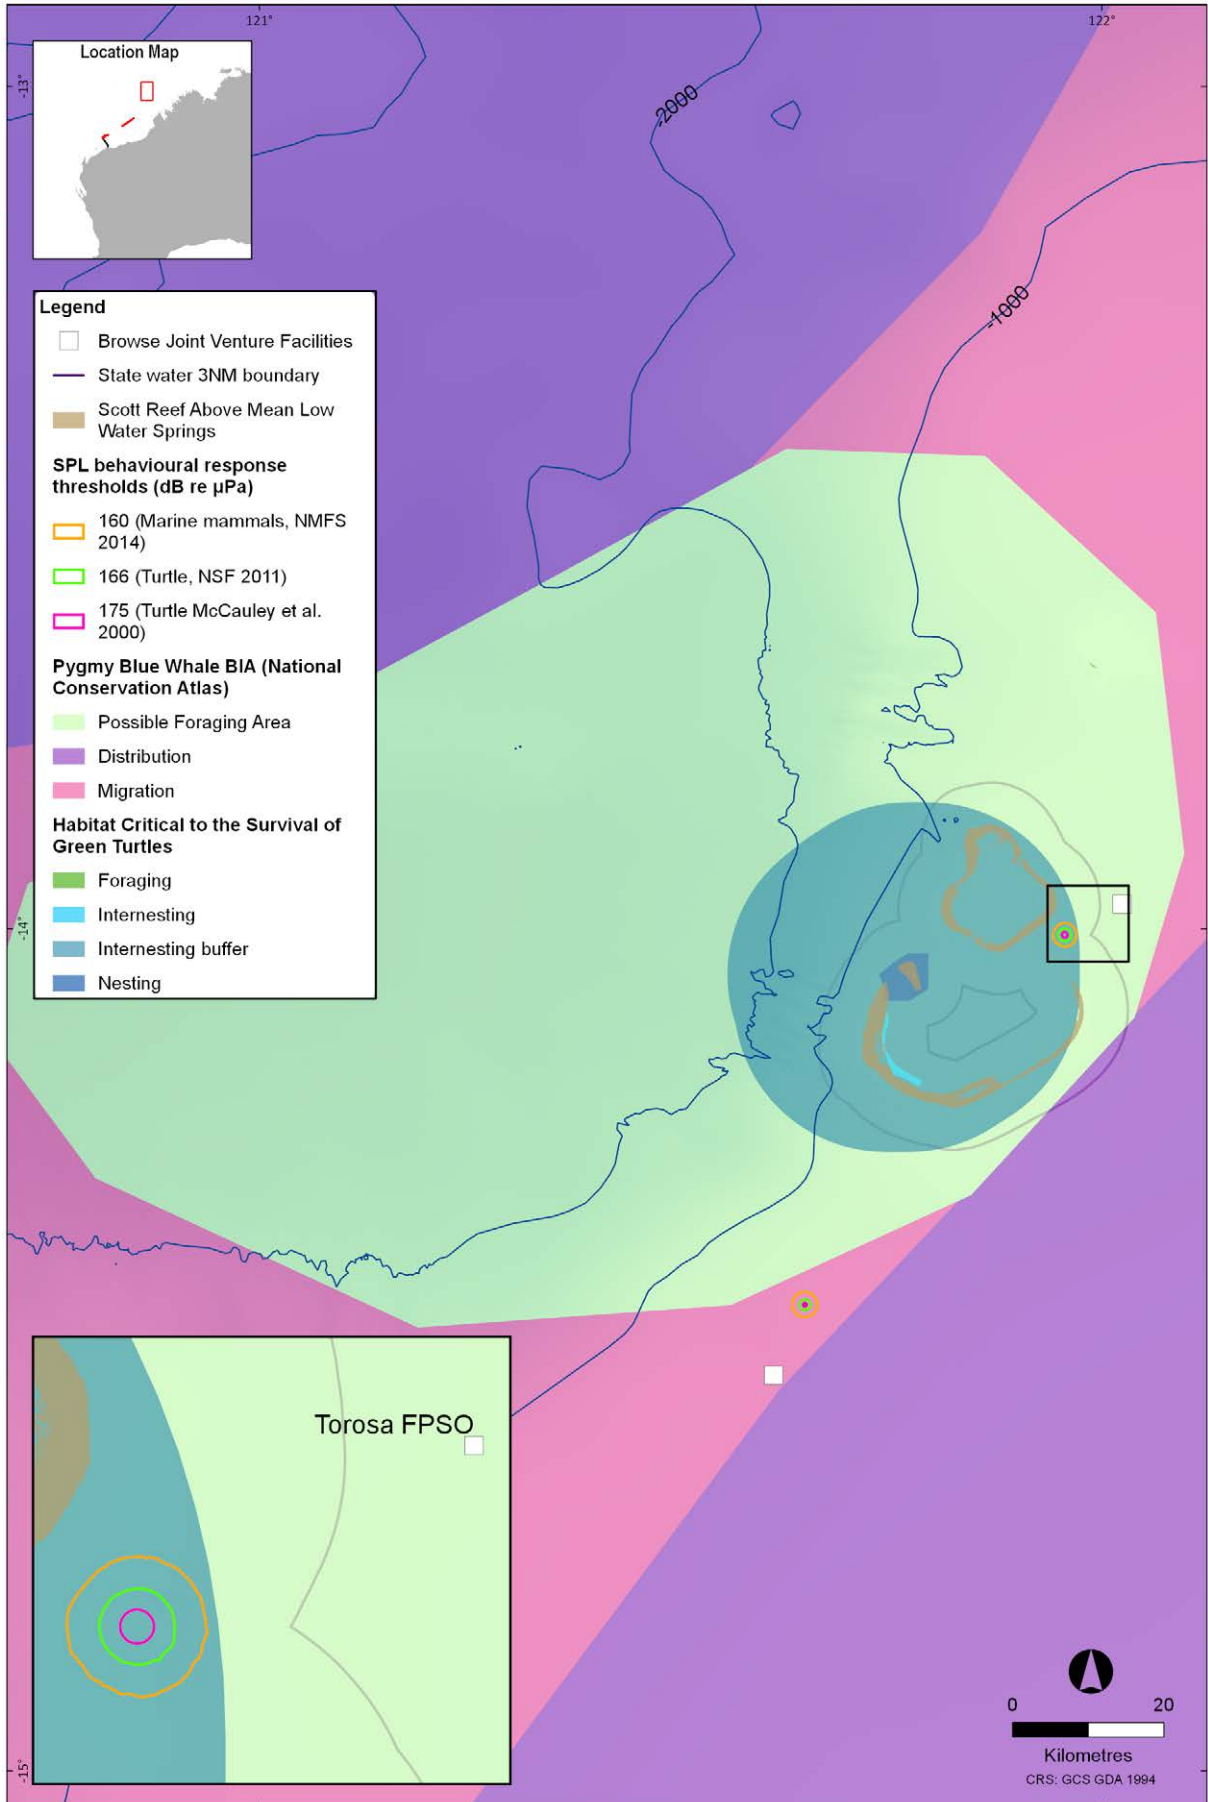 121°
122°
Location Map
-13°
-2000
-1000
Legend
Browse Joint Venture Facilities
State water 3NM boundary
Scott Reef Above Mean Low
Water Springs
SPL behavioural response
thresholds (dB re µPa)
160 (Marine mammals, NMFS
2014)
166 (Turtle, NSF 2011)
175 (Turtle McCauley et al.
2000)
Pygmy Blue Whale BIA (National
Conservation Atlas)
Possible Foraging Area
Distribution
Migration
Habitat Critical to the Survival of
Green Turtles
Foraging
Internesting
Internesting buffer
Nesting
-14°
Torosa FPSO
0 20
Kilometres
CRS: GCS GDA 1994
-15°